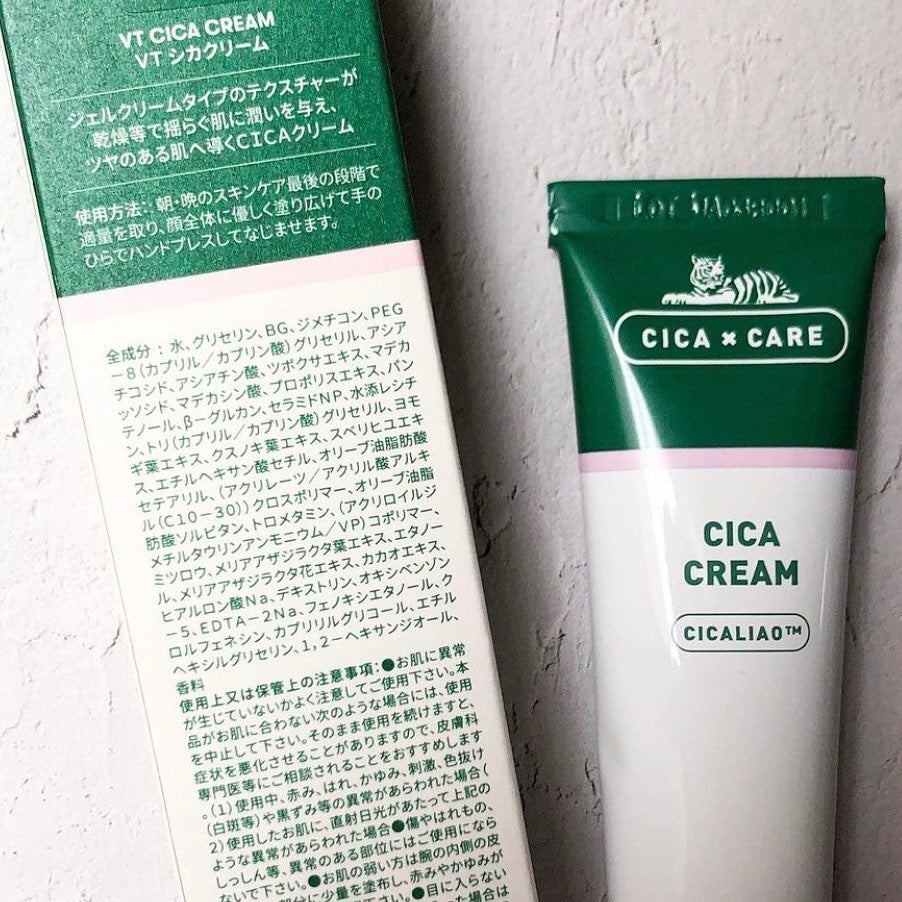 VT CICA CREAM
VT シカクリーム
ジェルクリームタイプのテクスチャーが
乾燥等で揺らぐ肌に潤いを与え、
ツヤのある肌へ導くCICAクリーム
使用方法:: 朝・晩のスキンケア最後の段階で
適量を取り、顔全体に優しく塗り広げて手の
ひらでハンドプレスしてなじませます。
全成分 : 水、グリセリン、BG、ジメチコン、PEG
-8(カプリル/カプリン酸)グリセリル、アシア
チコシド、アシアチン酸、ツボクサエキス、マデカ
ッソシド、マデカシン酸、プロポリスエキス、パン
テノール、β-グルカン、セラミドNP、水添レシチ
ン、トリ(カプリル/カプリン酸)グリセリル、ヨモ
ギ葉エキス、クスノキ葉エキス、スベリヒユエキ
ス、エチルヘキサン酸セチル、オリーブ油脂肪酸
セテアリル、(アクリレーツ/アクリル酸アルキ
ル(C10-30))クロスポリマー、オリーブ油脂
肪酸ソルビタン、トロメタミン、(アクリロイルジ
メチルタウリンアンモニウム/VP)コポリマー、
ミツロウ、メリアアザジラクタ葉エキス、エタノー
ル、メリアアザジラクタ花エキス、カカオエキス、
ヒアルロン酸Na、デキストリン、オキシベンゾン
-5、EDTA-2Na、フェノキシエタノール、ク
ロルフェネシン、カプリリルグリコール、エチル
ヘキシルグリセリン、1,2-ヘキサンジオール、
香料
使用上又は保管上の注意事項:●お肌に異常
が生じていないかよく注意してご使用下さい。本
品がお肌に合わない次のような場合には、使用
を中止して下さい。そのまま使用を続けますと、
症状を悪化させることがありますので、皮膚科
専門医等にご相談されることをおすすめします
。(1)使用中、赤み、はれ、かゆみ、刺激、色抜け
(白斑等)や黒ずみ等の異常があらわれた場合(
2)使用したお肌に、直射日光があたって上記の
ような異常があらわれた場合●傷やはれもの、
しっしん等、異常のある部位にはご使用になら
ないで下さい。●お肌の弱い方は腕の内側の皮
部分に少量を塗布し、赤みやかゆみが
下さい。●目に入らない
った場合は
CICA × CARE
CICA
CREAM
CICALIAO™